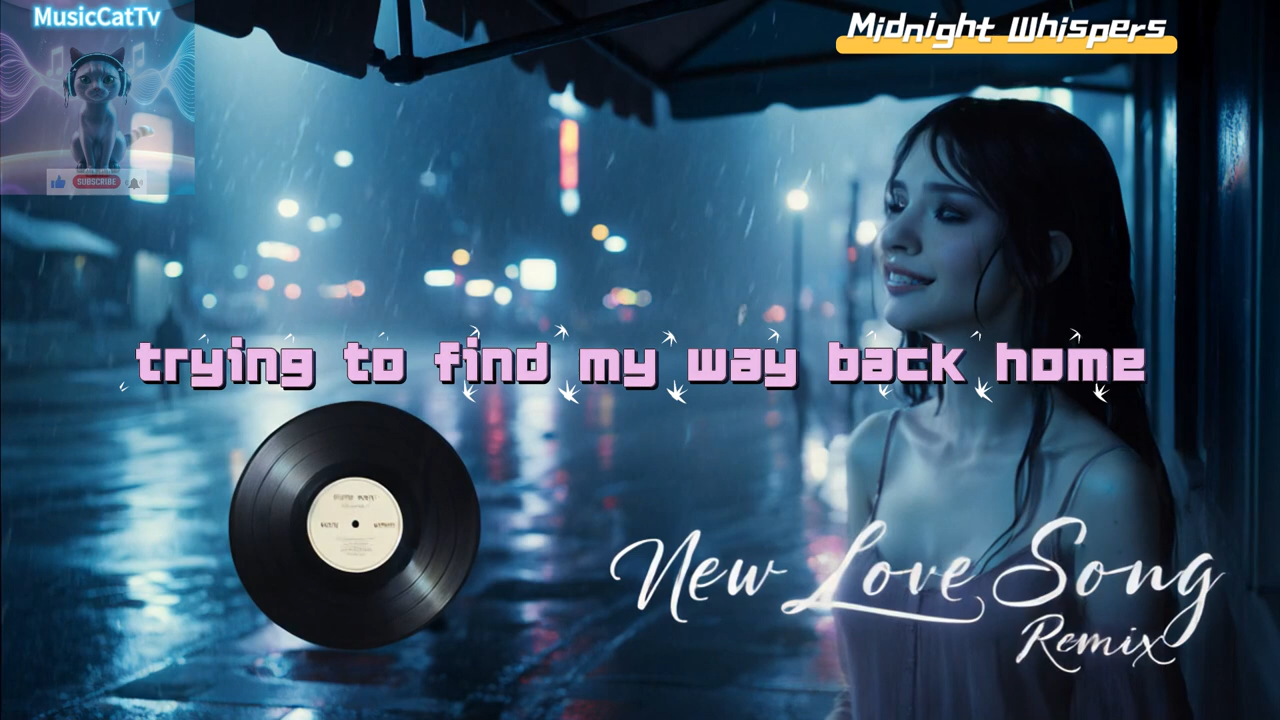 MusicCatTv
Midnight Whispers
SUBSCRIBE
trying to find my way back home
New Love Song
Remix